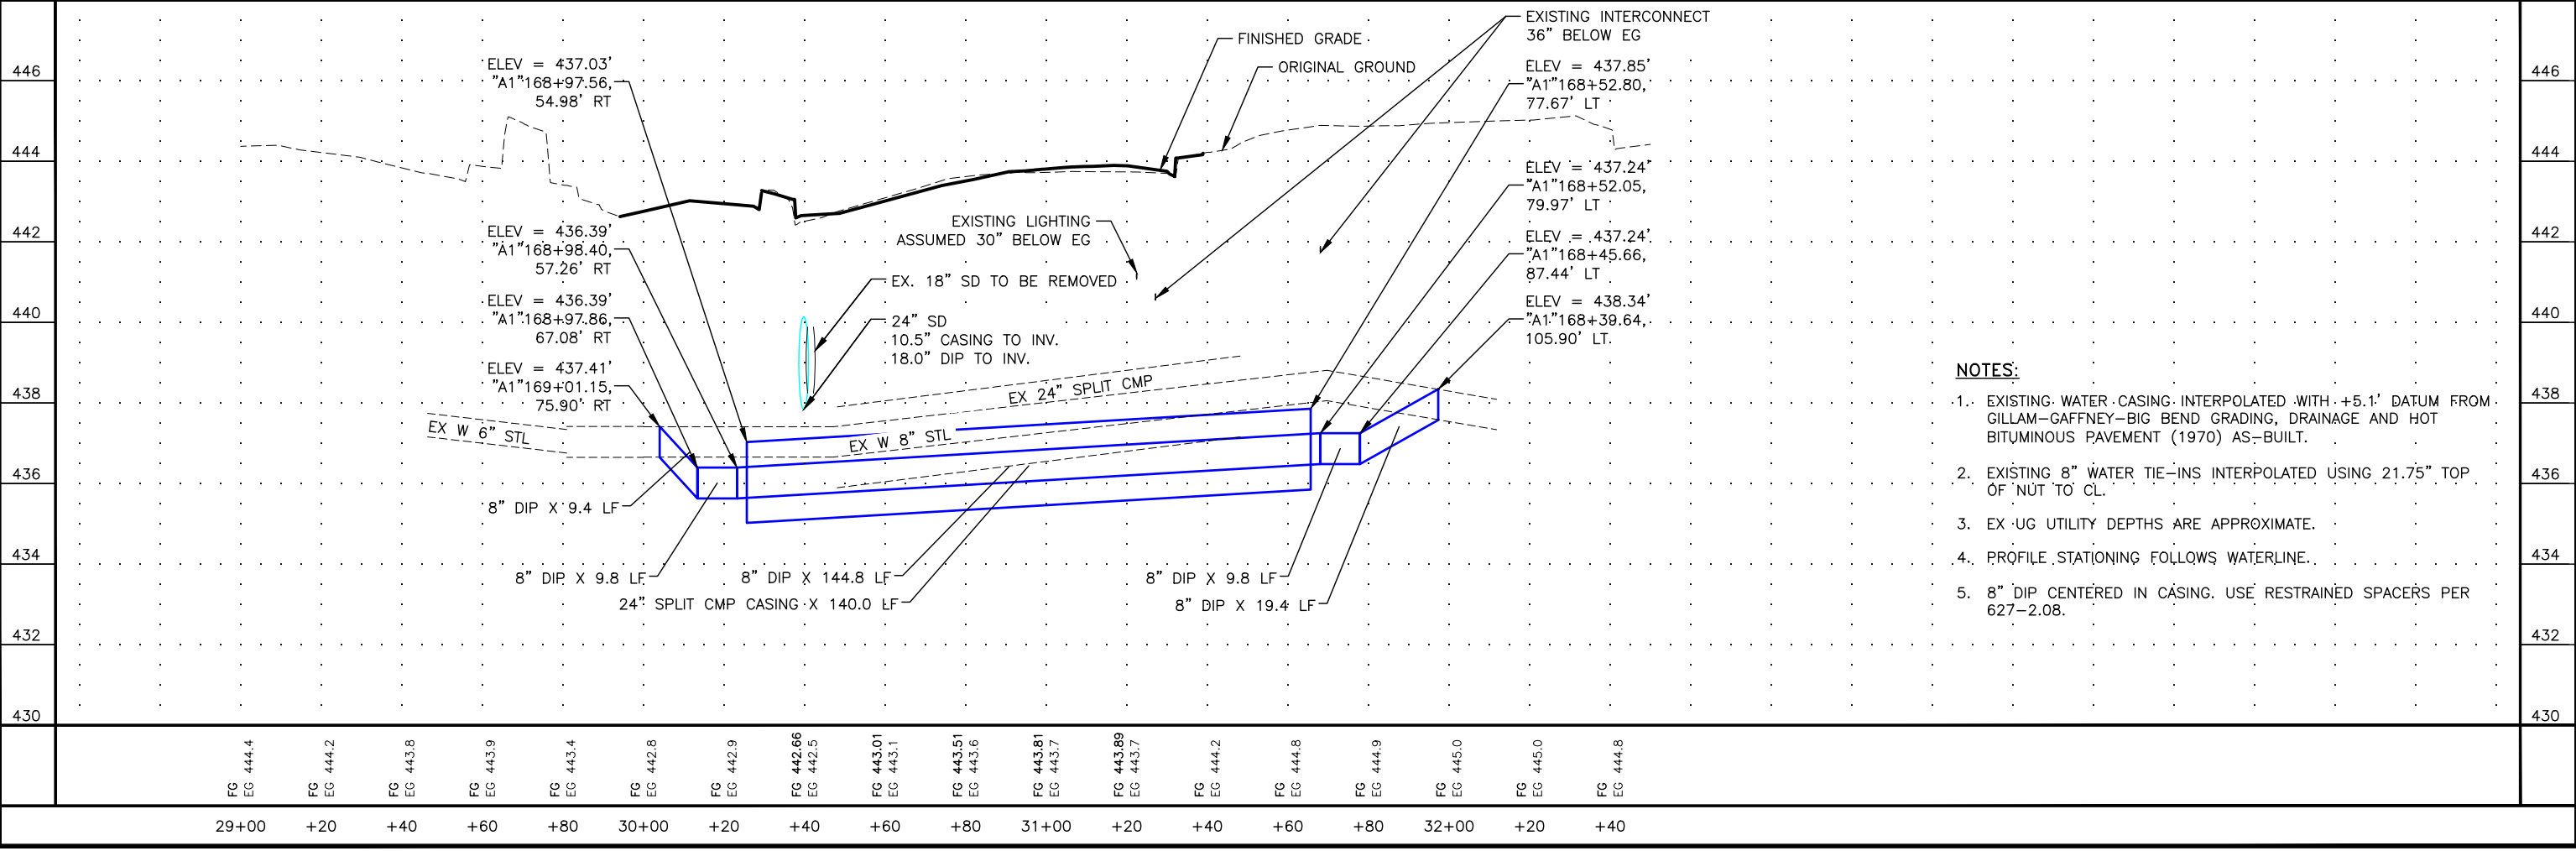 EXISTING INTERCONNECT
36" BELOW EG
FINISHED GRADE
ORIGINAL GROUND
ELEV = 437.03'
"A1"168+97.56,
54.98' RT
ELEV = 437.85'
"A1"168+52.80,
77.67' LT
446
446
444
444
ELEV = 437.24'
"A1"168+52.05,
79.97' LT
EXISTING LIGHTING
ASSUMED 30" BELOW EG
442
442
ELEV = 436.39'
"A1"168+98.40,
57.26' RT
ELEV = 437.24'
"A1"168+45.66,
87.44' LT
EX. 18" SD TO BE REMOVED
ELEV = 436.39'
"A1"168+97.86,
67.08' RT
ELEV = 438.34'
"A1"168+39.64,
105.90' LT
440
440
24" SD
10.5" CASING TO INV.
18.0" DIP TO INV.
ELEV = 437.41'
"A1"169+01.15,
75.90' RT
EX 24" SPLIT CMP
438
438
EX W 6" STL
EX W 8" STL
436
436
8" DIP X 9.4 LF
434
434
8" DIP X 9.8 LF
8" DIP X 144.8 LF
24" SPLIT CMP CASING X 140.0 LF
8" DIP X 9.8 LF
8" DIP X 19.4 LF
432
432
430
430
NOTES:
1. EXISTING WATER CASING INTERPOLATED WITH +5.1' DATUM FROM
GILLAM-GAFFNEY-BIG BEND GRADING, DRAINAGE AND HOT
BITUMINOUS PAVEMENT (1970) AS-BUILT.
2. EXISTING 8" WATER TIE-INS INTERPOLATED USING 21.75" TOP
OF NUT TO CL.
3. EX UG UTILITY DEPTHS ARE APPROXIMATE.
4. PROFILE STATIONING FOLLOWS WATERLINE.
5. 8" DIP CENTERED IN CASING. USE RESTRAINED SPACERS PER
627-2.08.
FG
EG 444.4
FG
EG 444.2
FG
EG 443.8
FG
EG 443.9
FG
EG 443.4
FG
EG 442.8
FG
EG 442.9
FG 442.66
EG 442.5
FG 443.01
EG 443.1
FG 443.51
EG 443.6
FG 443.81
EG 443.7
FG 443.89
EG 443.7
FG
EG 444.2
FG
EG 444.8
FG
EG 444.9
FG
EG 445.0
FG
EG 445.0
FG
EG 444.8
29+00 +20 +40 +60 +80 30+00 +20 +40 +60 +80 31+00 +20 +40 +60 +80 32+00 +20 +40